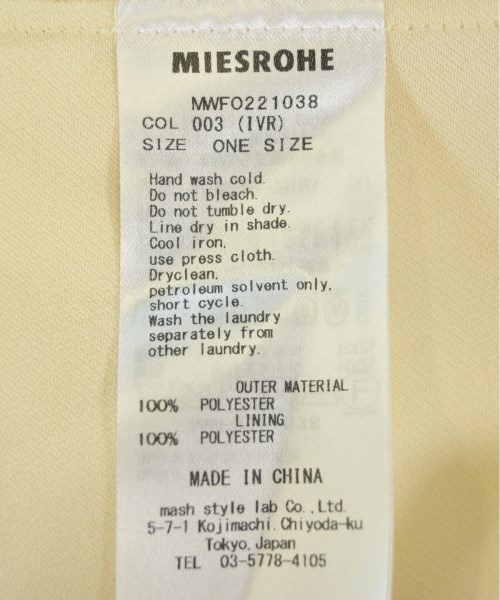 MIESROHE
MWFO221038
COL 003 (IVR)
SIZE ONE SIZE
Hand wash cold.
Do not bleach.
Do not tumble dry.
Line dry in shade.
Cool iron,
use press cloth.
Dryclean,
petroleum solvent only,
short cycle.
Wash the laundry
separately from
other laundry.
OUTER MATERIAL
100% POLYESTER
LINING
100% POLYESTER
MADE IN CHINA
mash style lab Co.,Ltd.
5-7-1 Kojimachi.Chiyoda-ku
Tokyo,Japan
TEL 03-5778-4105